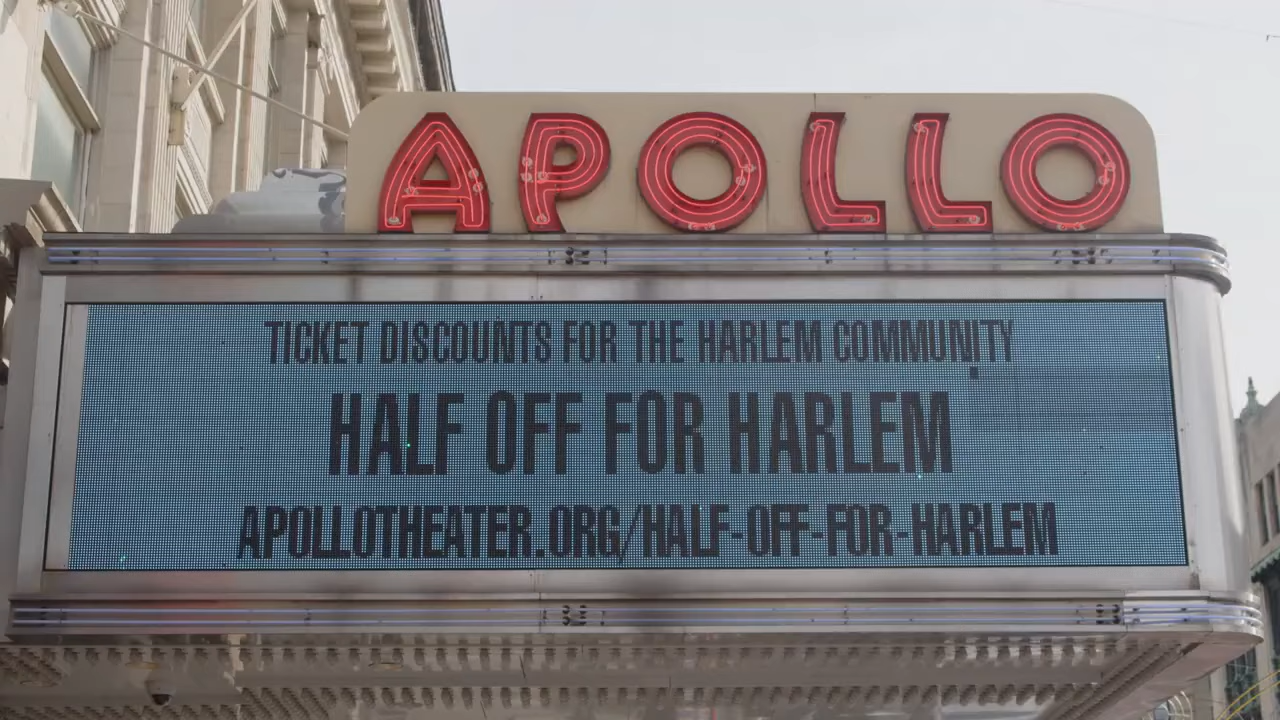 APOLLO
TICKET DISCOUNTS FOR THE HARLEM COMMUNITY
HALF OFF FOR HARLEM
APOLLOTHEATER.ORG/HALF-OFF-FOR-HARLEM